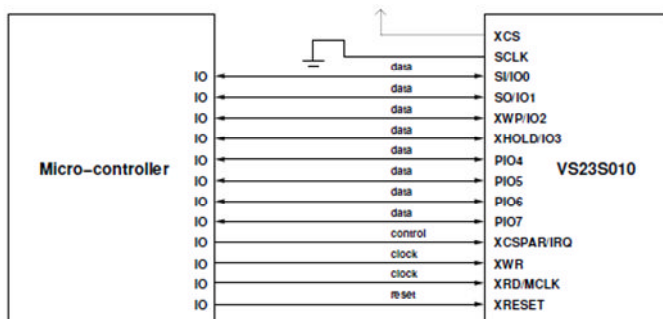 XCS
SCLK
IO data SI/IO0
IO data SO/IO1
IO data XWP/IO2
IO data XHOLD/IO3
IO data PIO4
Micro-controller VS23S010
IO data PIO5
IO data PIO6
IO data PIO7
IO control XCSPAR/IRQ
IO clock XWR
IO clock XRD/MCLK
IO reset XRESET